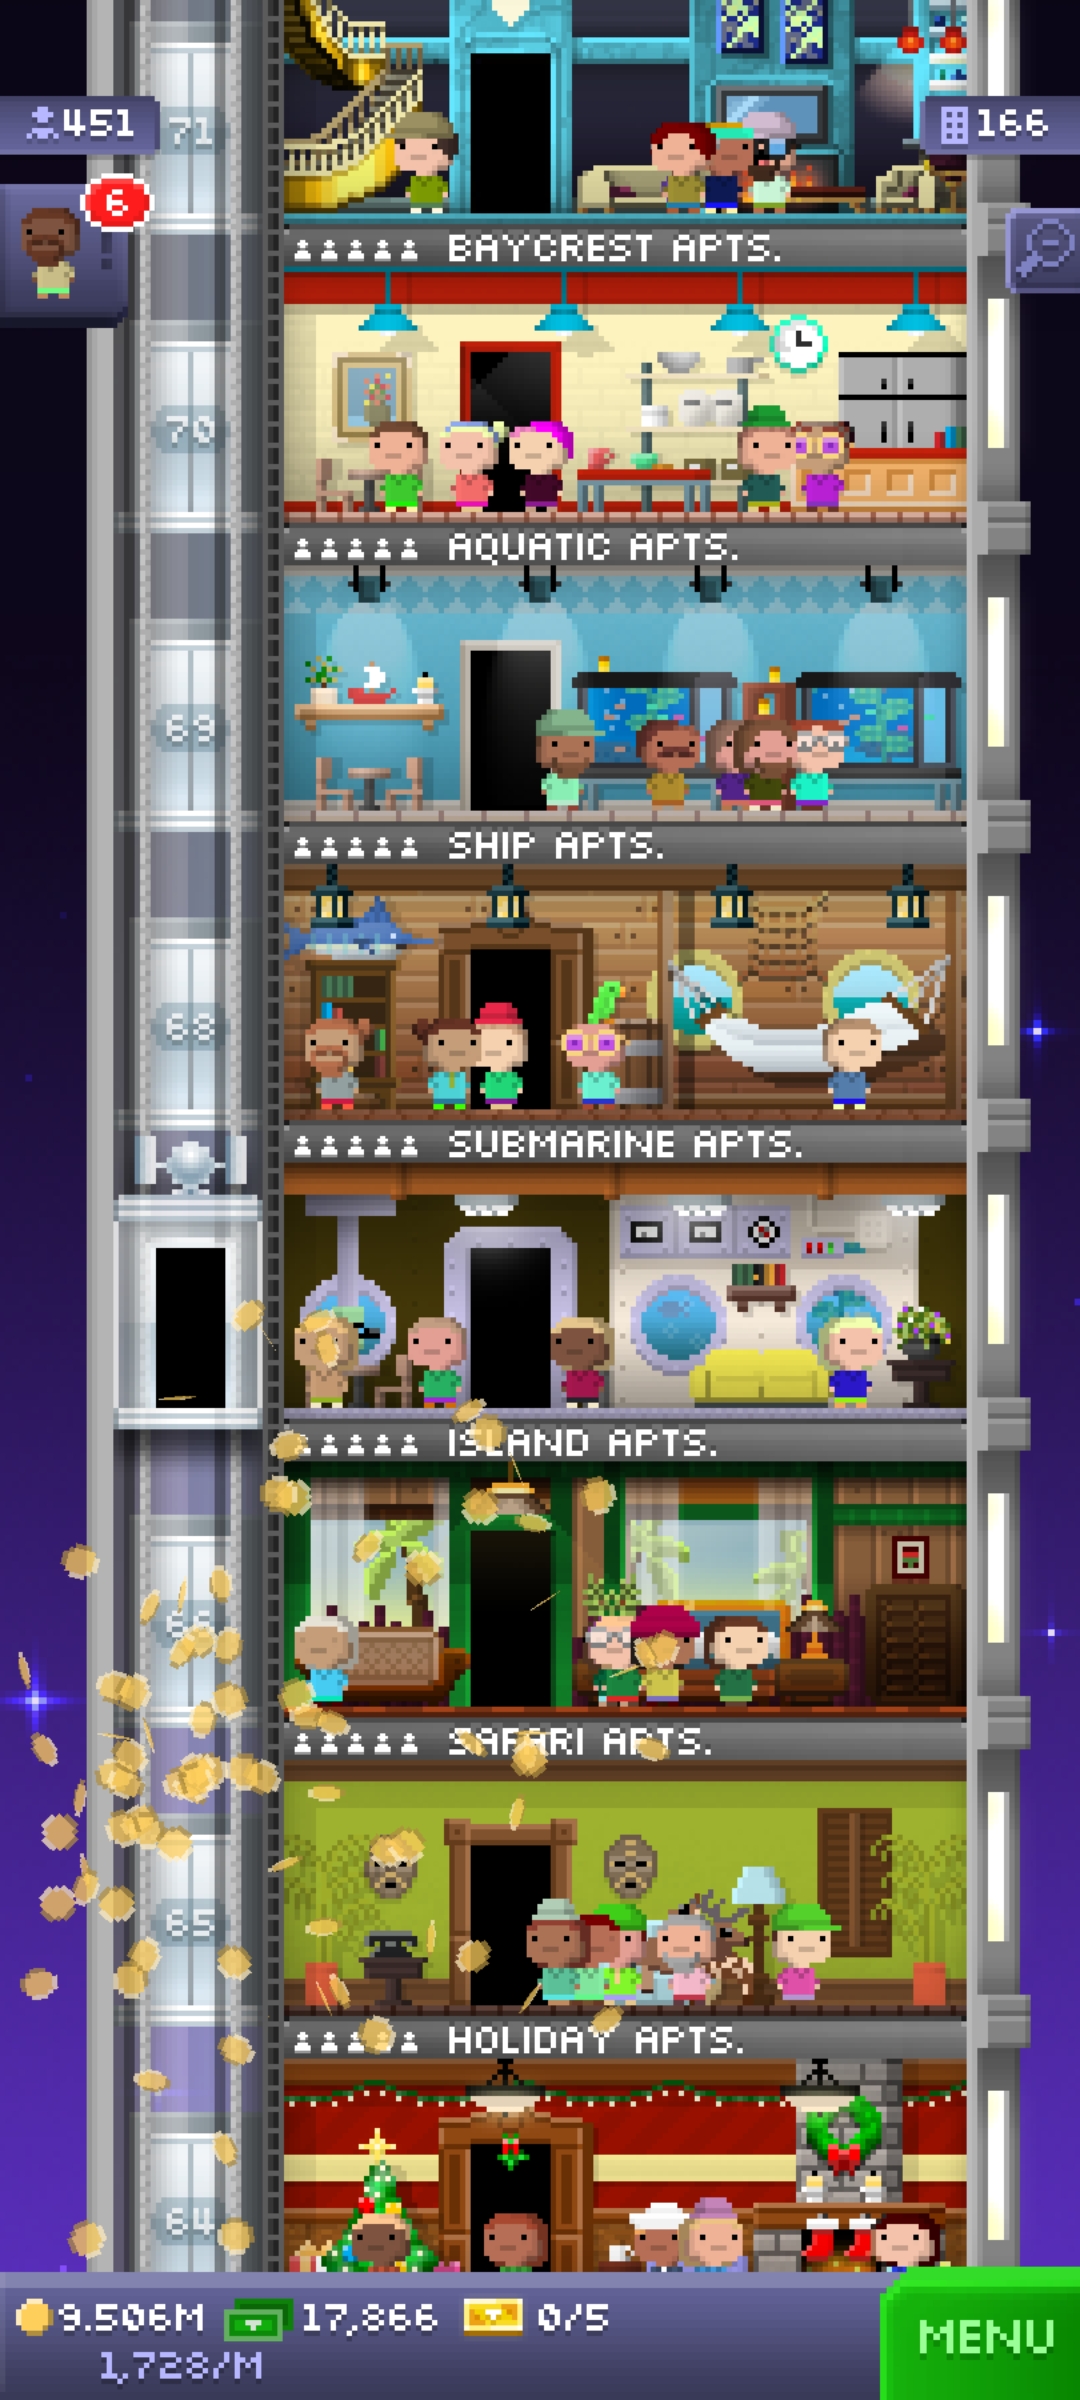 451
71
166
6
BAYCREST APTS.
70
AQUATIC APTS.
69
SHIP APTS.
68
SUBMARINE APTS.
ISLAND APTS.
66
SAFARI APTS.
65
HOLIDAY APTS.
64
9.506M 17,866 0/5
1,728/M
MENU